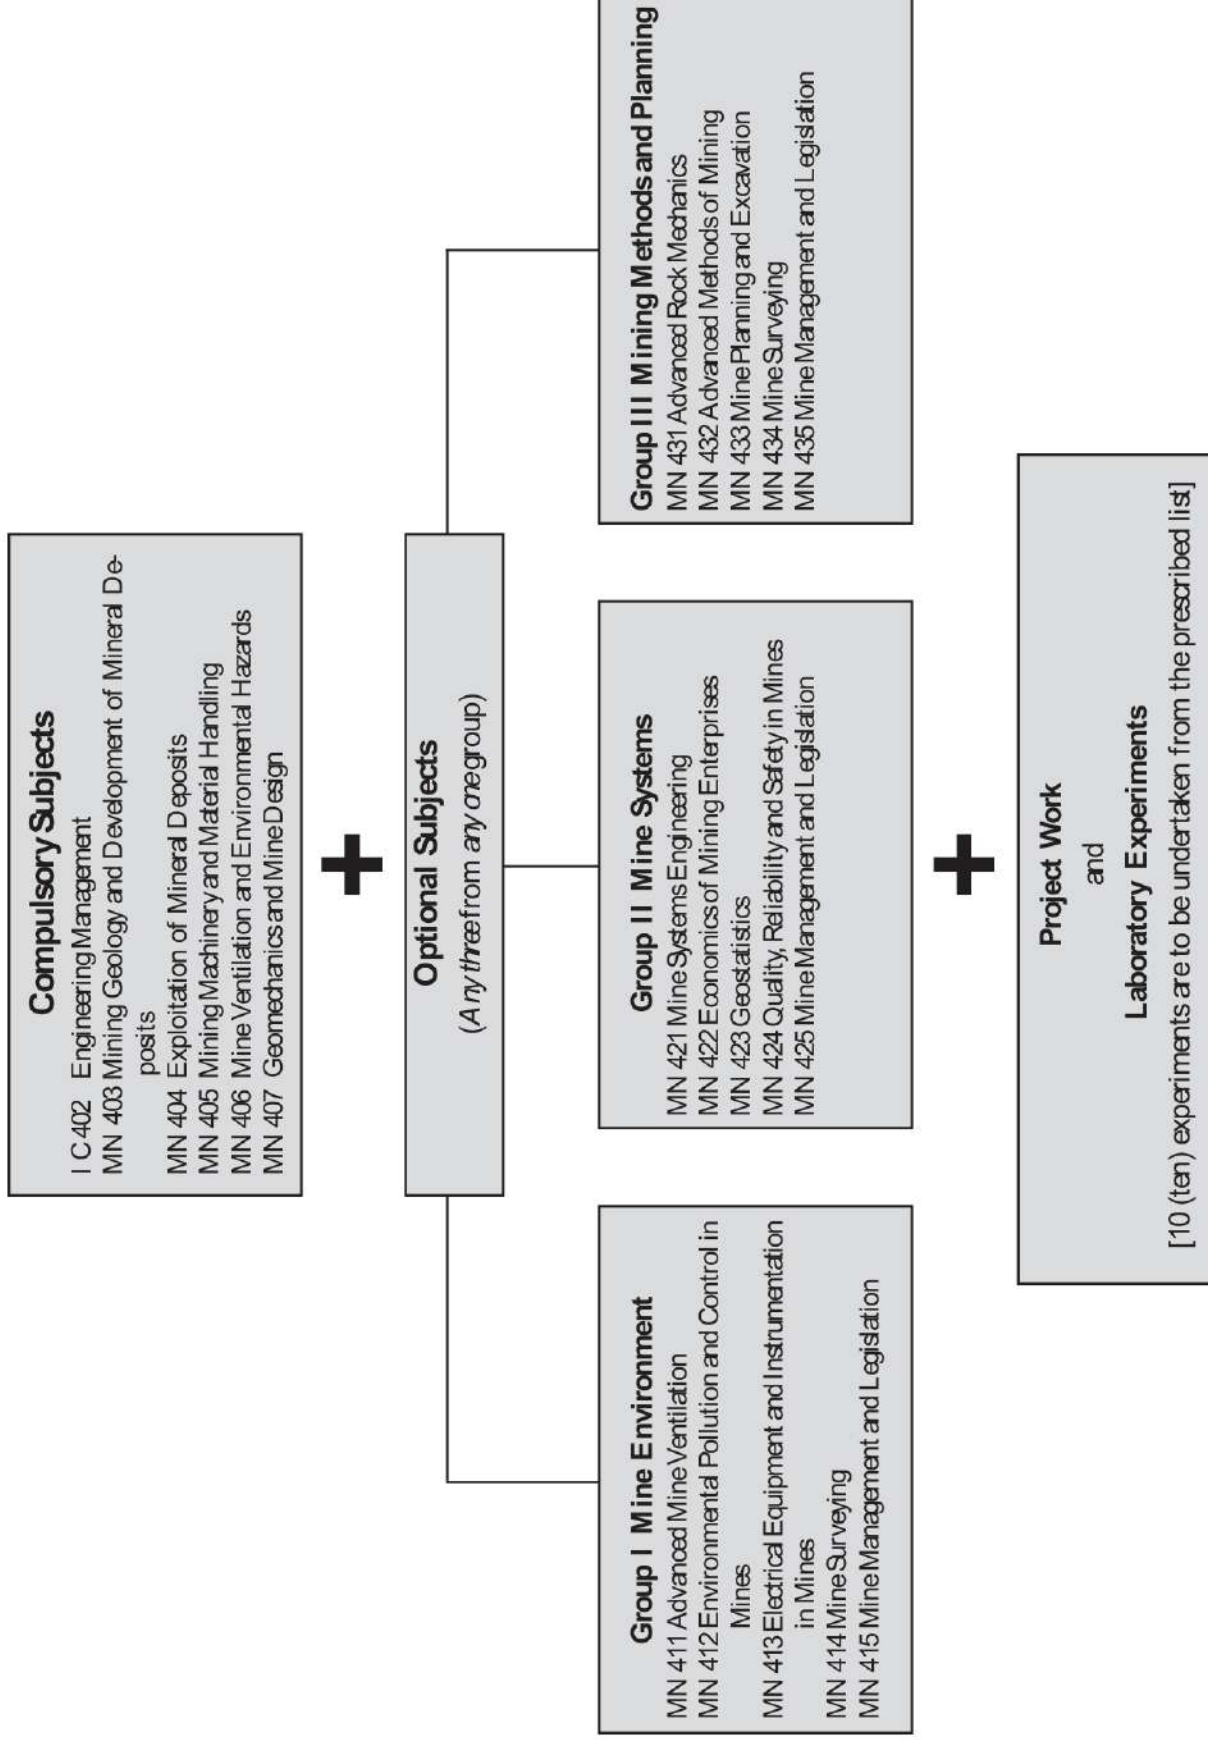 Compulsory Subjects
IC 402 Engineering Management
MN 403 Mining Geology and Development of Mineral De-
posits
MN 404 Exploitation of Mineral Deposits
MN 405 Mining Machinery and Material Handling
MN 406 Mine Ventilation and Environmental Hazards
MN 407 Geomechanics and Mine Design
+
Optional Subjects
(Any three from any one group)
Group I Mine Environment
MN 411 Advanced Mine Ventilation
MN 412 Environmental Pollution and Control in
Mines
MN 413 Electrical Equipment and Instrumentation
in Mines
MN 414 Mine Surveying
MN 415 Mine Management and Legislation
Group II Mine Systems
MN 421 Mine Systems Engineering
MN 422 Economics of Mining Enterprises
MN 423 Geostatistics
MN 424 Quality, Reliability and Safety in Mines
MN 425 Mine Management and Legislation
Group III Mining Methods and Planning
MN 431 Advanced Rock Mechanics
MN 432 Advanced Methods of Mining
MN 433 Mine Planning and Excavation
MN 434 Mine Surveying
MN 435 Mine Management and Legislation
+
Project Work
and
Laboratory Experiments
[10 (ten) experiments are to be undertaken from the prescribed list]